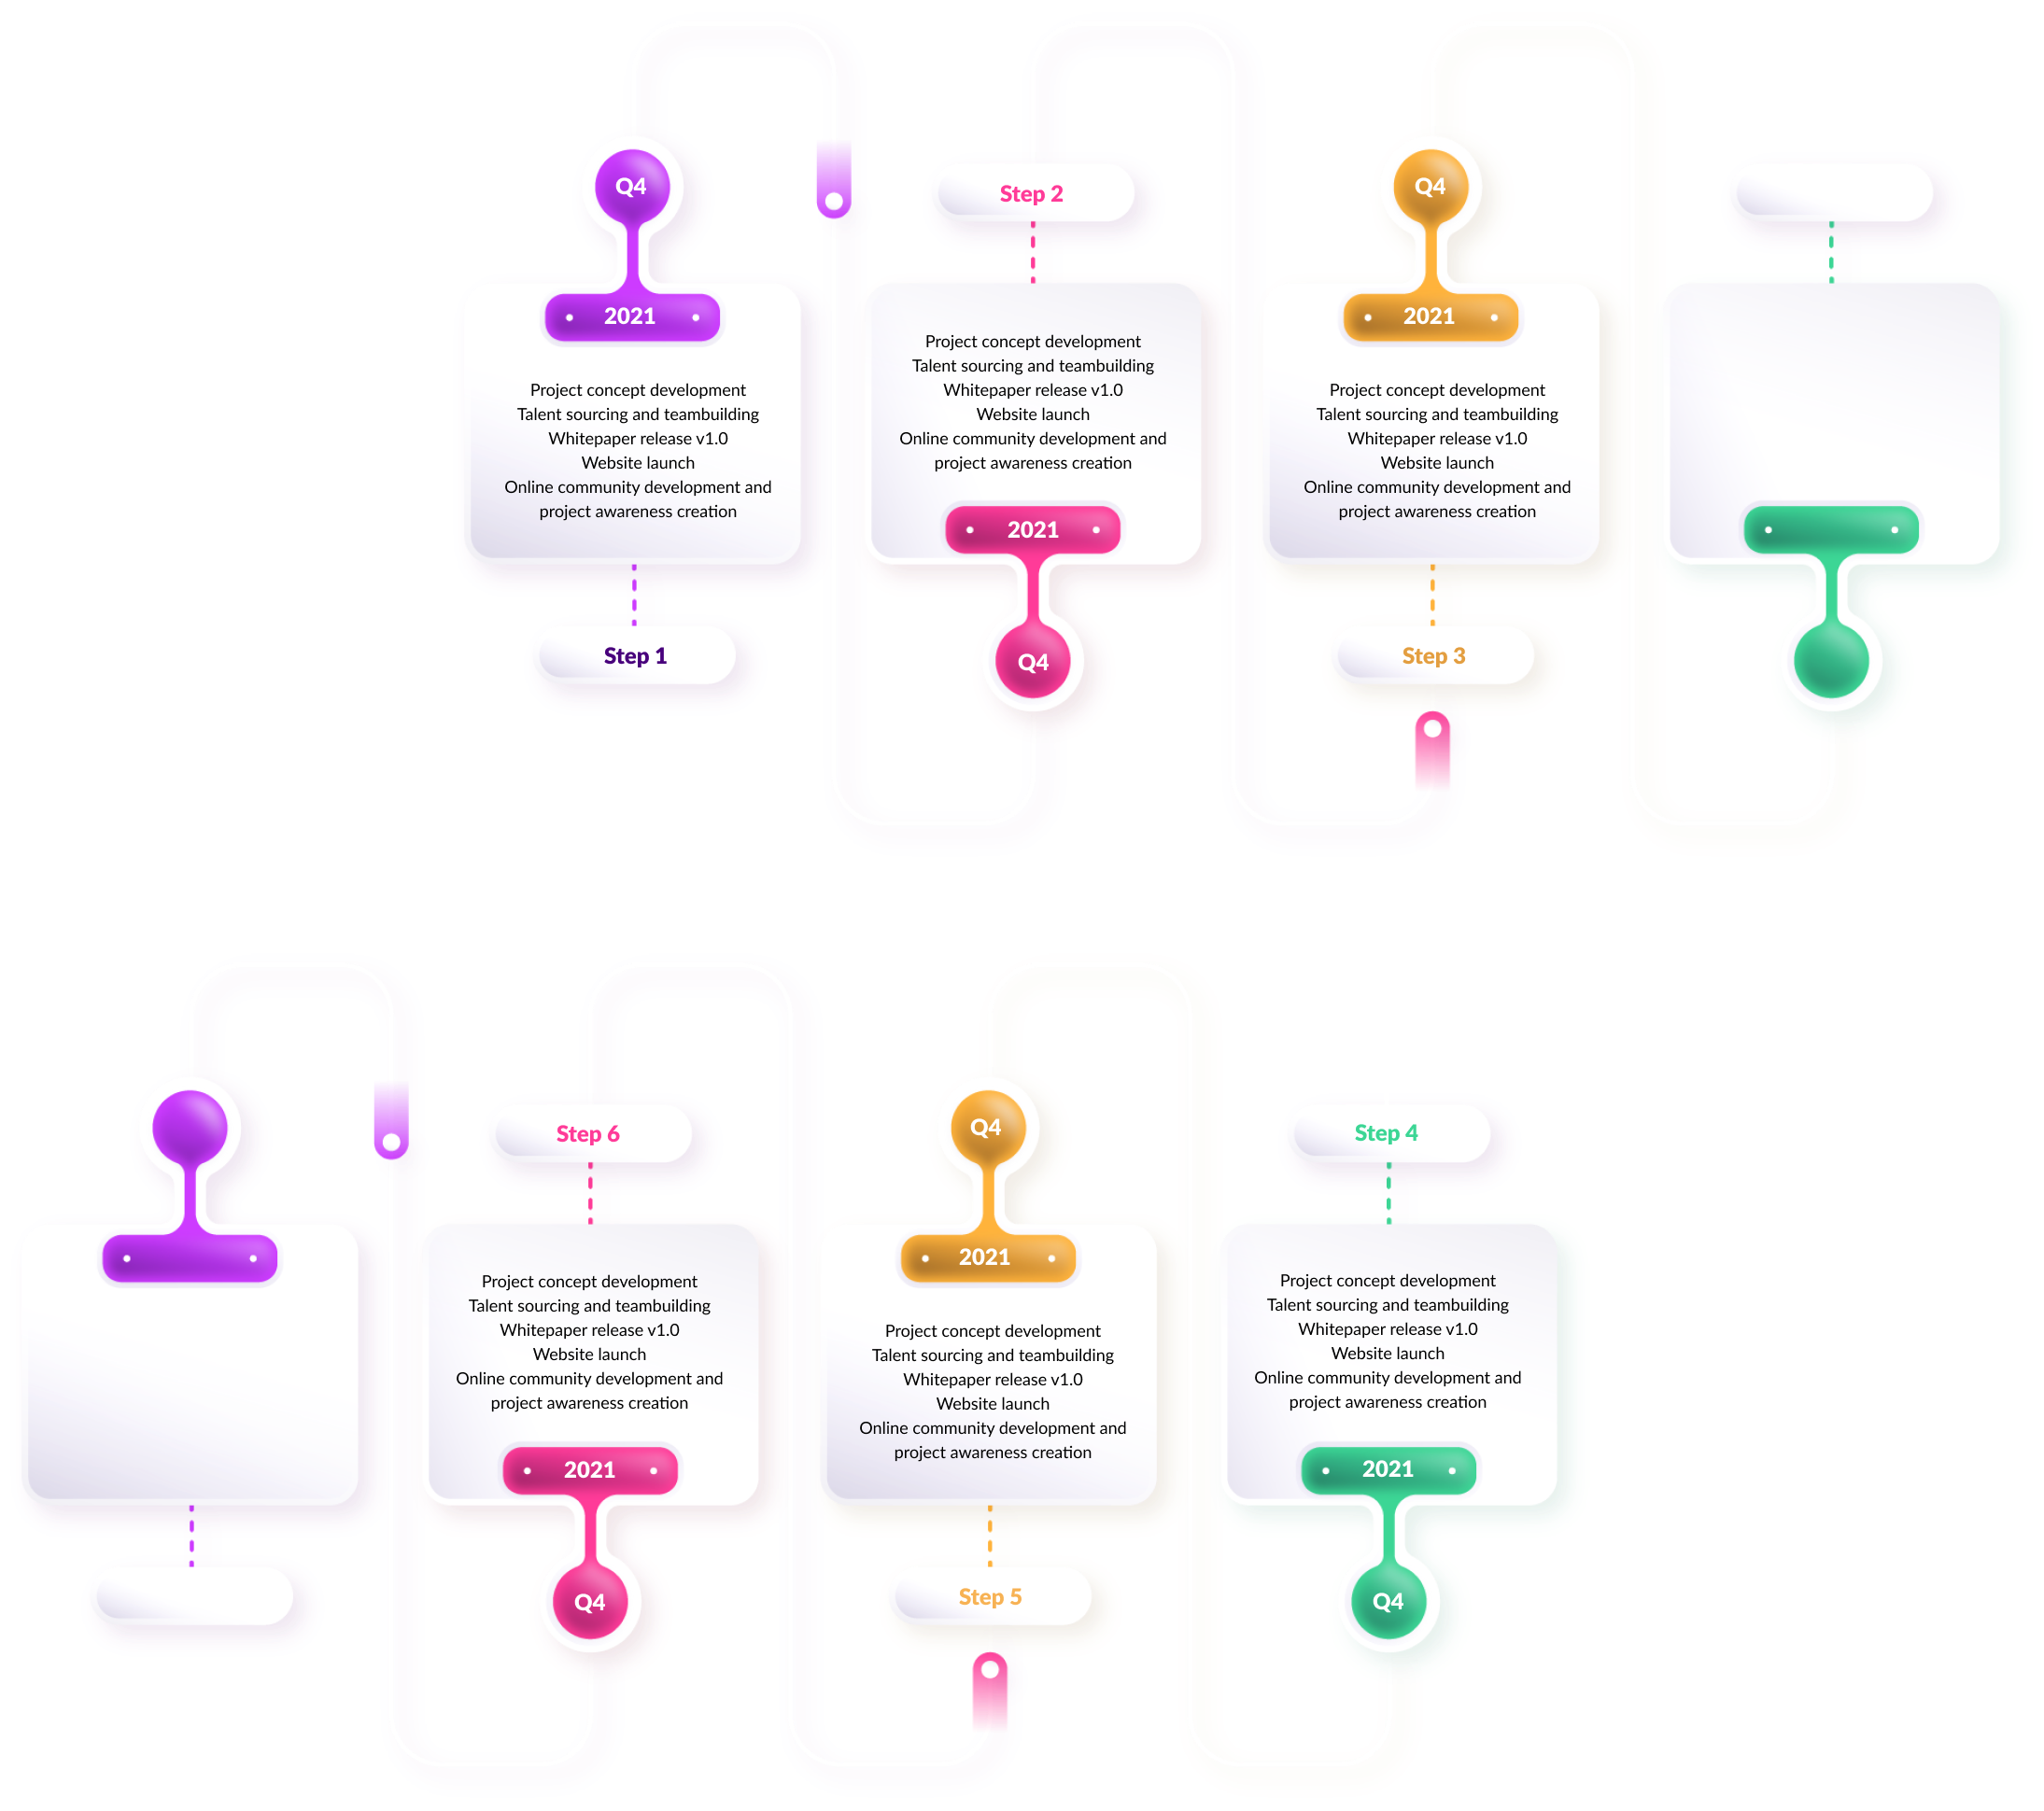 Q4
2021
Project concept development
Talent sourcing and teambuilding
Whitepaper release v1.0
Website launch
Online community development and
project awareness creation
Step 1
Step 2
Project concept development
Talent sourcing and teambuilding
Whitepaper release v1.0
Website launch
Online community development and
project awareness creation
2021
Q4
Q4
2021
Project concept development
Talent sourcing and teambuilding
Whitepaper release v1.0
Website launch
Online community development and
project awareness creation
Step 3
Step 6
Project concept development
Talent sourcing and teambuilding
Whitepaper release v1.0
Website launch
Online community development and
project awareness creation
2021
Q4
Q4
2021
Project concept development
Talent sourcing and teambuilding
Whitepaper release v1.0
Website launch
Online community development and
project awareness creation
Step 5
Step 4
Project concept development
Talent sourcing and teambuilding
Whitepaper release v1.0
Website launch
Online community development and
project awareness creation
2021
Q4